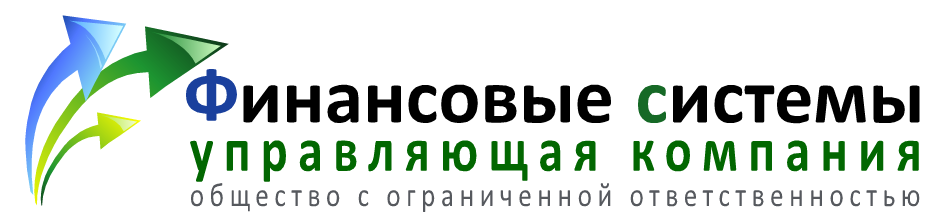 Финансовые системы
управляющая компания
общество с ограниченной ответственностью